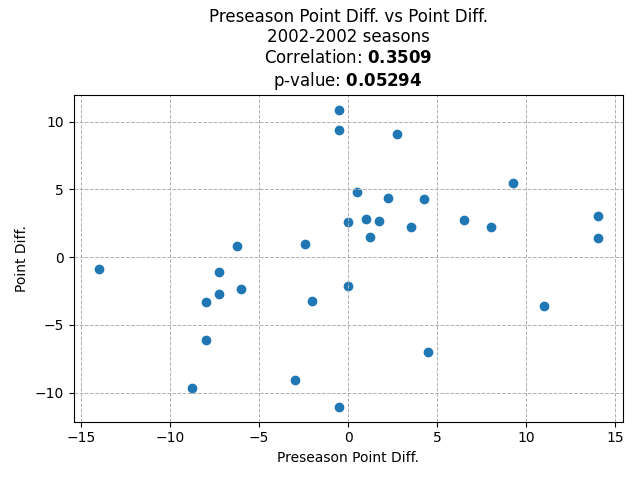 Preseason Point Diff. vs Point Diff.
2002-2002 seasons
Correlation: 0.3509
p-value: 0.05294
10
5
0
−5
−10
Point Diff.
−15 −10 −5 0 5 10 15
Preseason Point Diff.